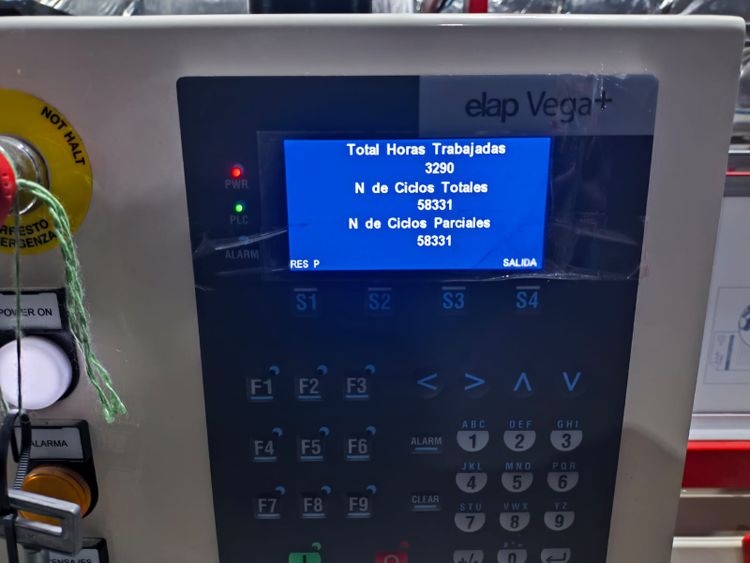 elap Vega+
NOT HALT
Total Horas Trabajadas
3290
N de Ciclos Totales
58331
N de Ciclos Parciales
58331
RES P
SALIDA
PWR
PLC
ALARM
S1 S2 S3 S4
POWER ON
F1 F2 F3 < > ∧ ∨
ABC DEF GHI
F4 F5 F6 ALARM 1 2 3
ALARMA
JKL MNO PQR
4 5 6
F7 F8 F9 CLEAR
STU VWX YZ
7 8 9
+/- 0